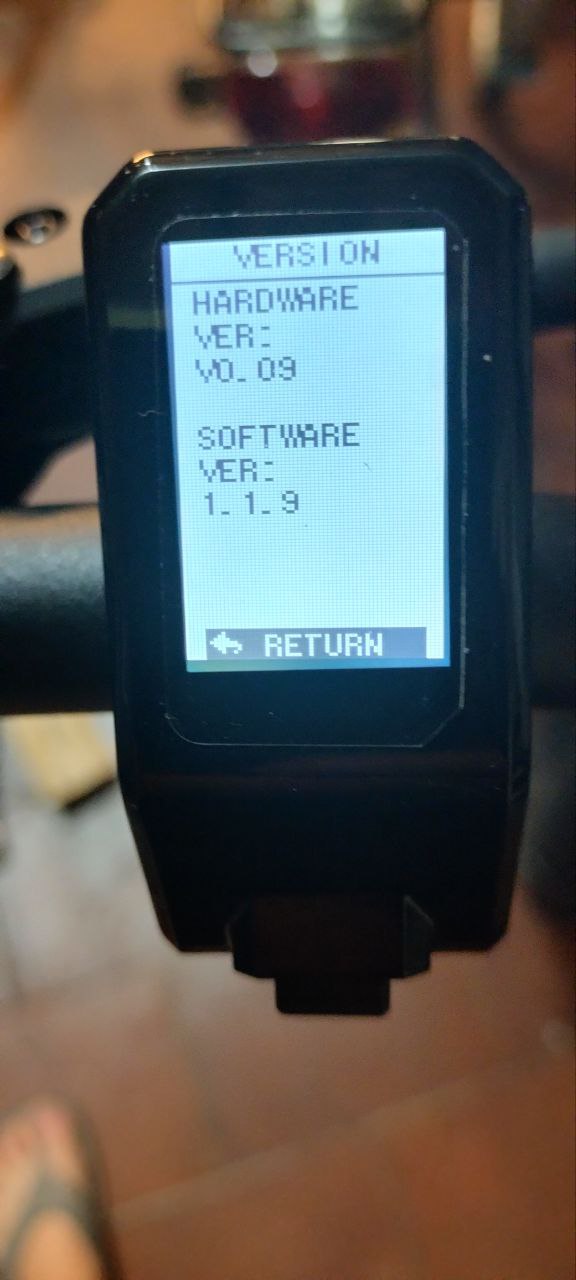 VERSION
HARDWARE
VER:
V0.09
SOFTWARE
VER:
1.1.9
RETURN